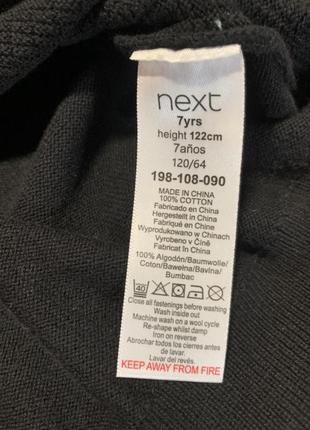 next
7yrs
height 122cm
7años
120/64
198-108-090
MADE IN CHINA
100% COTTON
Fabricado en China
Hergestellt in China
Fabriqué en Chine
Wyprodukowano w Chinach
Vyrobeno v Číně
Fabricat în China
100% Algodón/Baumwolle/
Coton/Bawełna/Bavlna/
Bumbac
40
Close all fastenings before washing
Wash inside out
Machine wash on a wool cycle
Re-shape whilst damp
Iron on reverse
Abrochar todos los cierres antes
de lavar.
Lavar del revés.
KEEP AWAY FROM FIRE